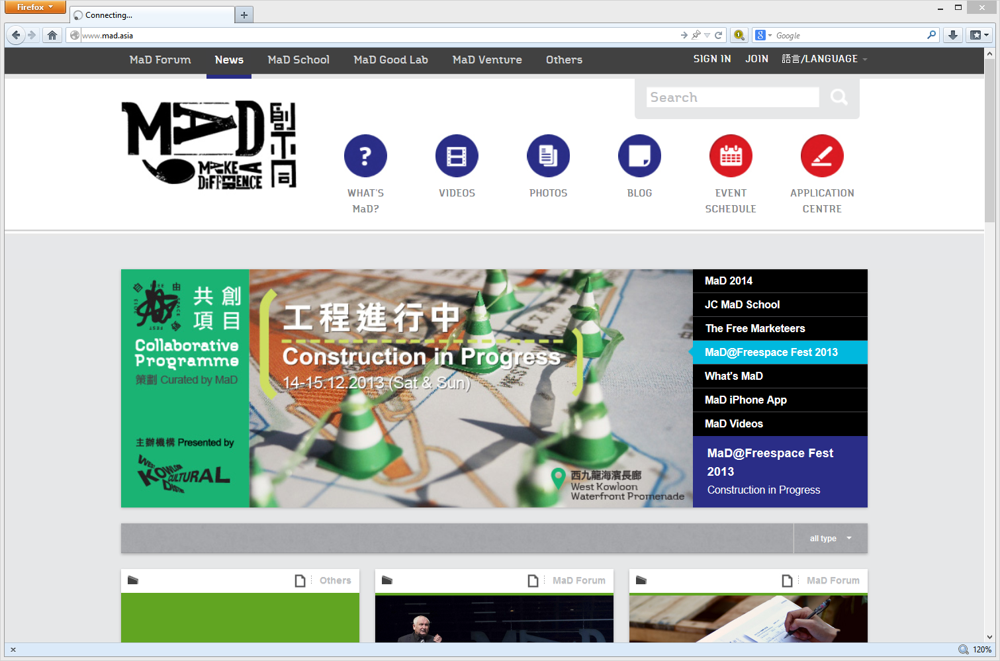 Firefox
Connecting...
www.mad.asia
Google
MaD Forum
News
MaD School
MaD Good Lab
MaD Venture
Others
SIGN IN
JOIN
語言/LANGUAGE
Search
MAD 創不同
MAKE A
DiFFERENCE
WHAT'S
MaD?
VIDEOS
PHOTOS
BLOG
EVENT
SCHEDULE
APPLICATION
CENTRE
自 FREE 由
SPACE
FEST
共創
項目
Collaborative
Programme
策劃 Curated by MaD
主辦機構 Presented by
WEST
KOWLOON
CULTURAL
工程進行中
Construction in Progress
14-15.12.2013 (Sat & Sun)
西九龍海濱長廊
West Kowloon
Waterfront Promenade
MaD 2014
JC MaD School
The Free Marketeers
MaD@Freespace Fest 2013
What's MaD
MaD iPhone App
MaD Videos
MaD@Freespace Fest
2013
Construction in Progress
all type
Others
MaD Forum
MaD Forum
120%